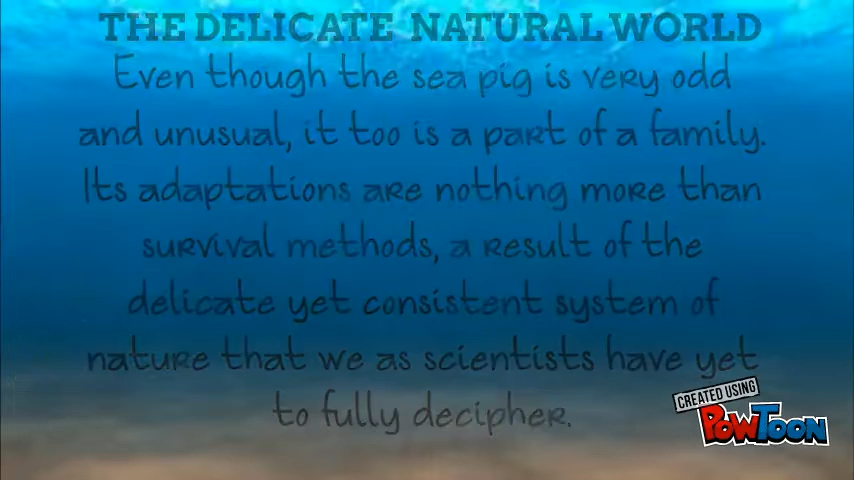 THE DELICATE NATURAL WORLD
Even though the sea pig is very odd
and unusual, it too is a part of a family.
Its adaptations are nothing more than
survival methods, a result of the
delicate yet consistent system of
nature that we as scientists have yet
to fully decipher.
CREATED USING
POWTOON